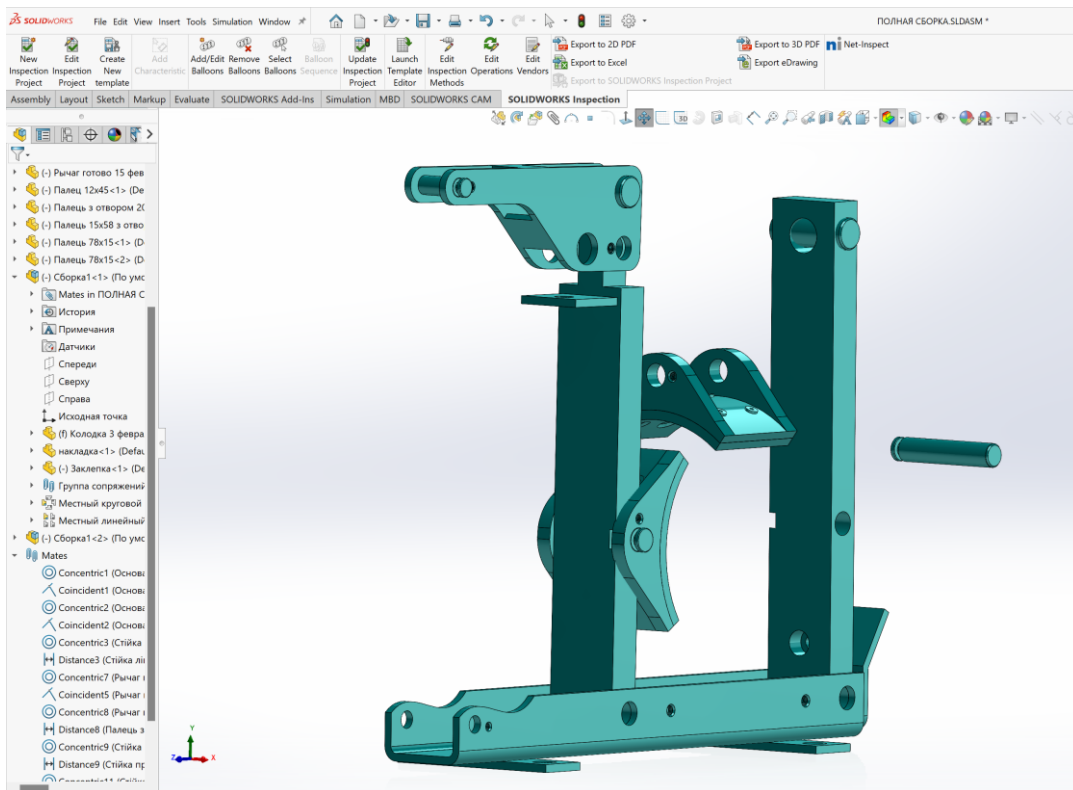 SOLIDWORKS File Edit View Insert Tools Simulation Window ПОЛНАЯ СБОРКА.SLDASM *
New Inspection Project
Edit Inspection Project
Create New template
Add Characteristic
Add/Edit Balloons
Remove Balloons
Select Balloons
Balloon Sequence
Update Inspection Project
Launch Template Editor
Edit Inspection Methods
Edit Operations
Edit Vendors
Export to 2D PDF
Export to Excel
Export to SOLIDWORKS Inspection Project
Export to 3D PDF
Export eDrawing
Net-Inspect
Assembly Layout Sketch Markup Evaluate SOLIDWORKS Add-Ins Simulation MBD SOLIDWORKS CAM SOLIDWORKS Inspection
(-) Рычаг готово 15 фев
(-) Палец 12x45<1> (De
(-) Палець з отвором 20
(-) Палець 15x58 з отво
(-) Палець 78x15<1> (D
(-) Палець 78x15<2> (D
(-) Сборка1<1> (По умс
Mates in ПОЛНАЯ С
История
Примечания
Датчики
Спереди
Сверху
Справа
Исходная точка
(f) Колодка 3 февра
накладка<1> (Defau
(-) Заклепка<1> (De
Группа сопряжений
Местный круговой
Местный линейный
(-) Сборка1<2> (По умс
Mates
Concentric1 (Основа
Coincident1 (Основа
Concentric2 (Основа
Coincident2 (Основа
Concentric3 (Стійка
Distance3 (Стійка лі
Concentric7 (Рычаг
Coincident5 (Рычаг
Concentric8 (Рычаг
Distance8 (Палець з
Concentric9 (Стійка
Distance9 (Стійка пр
Y
Z
X